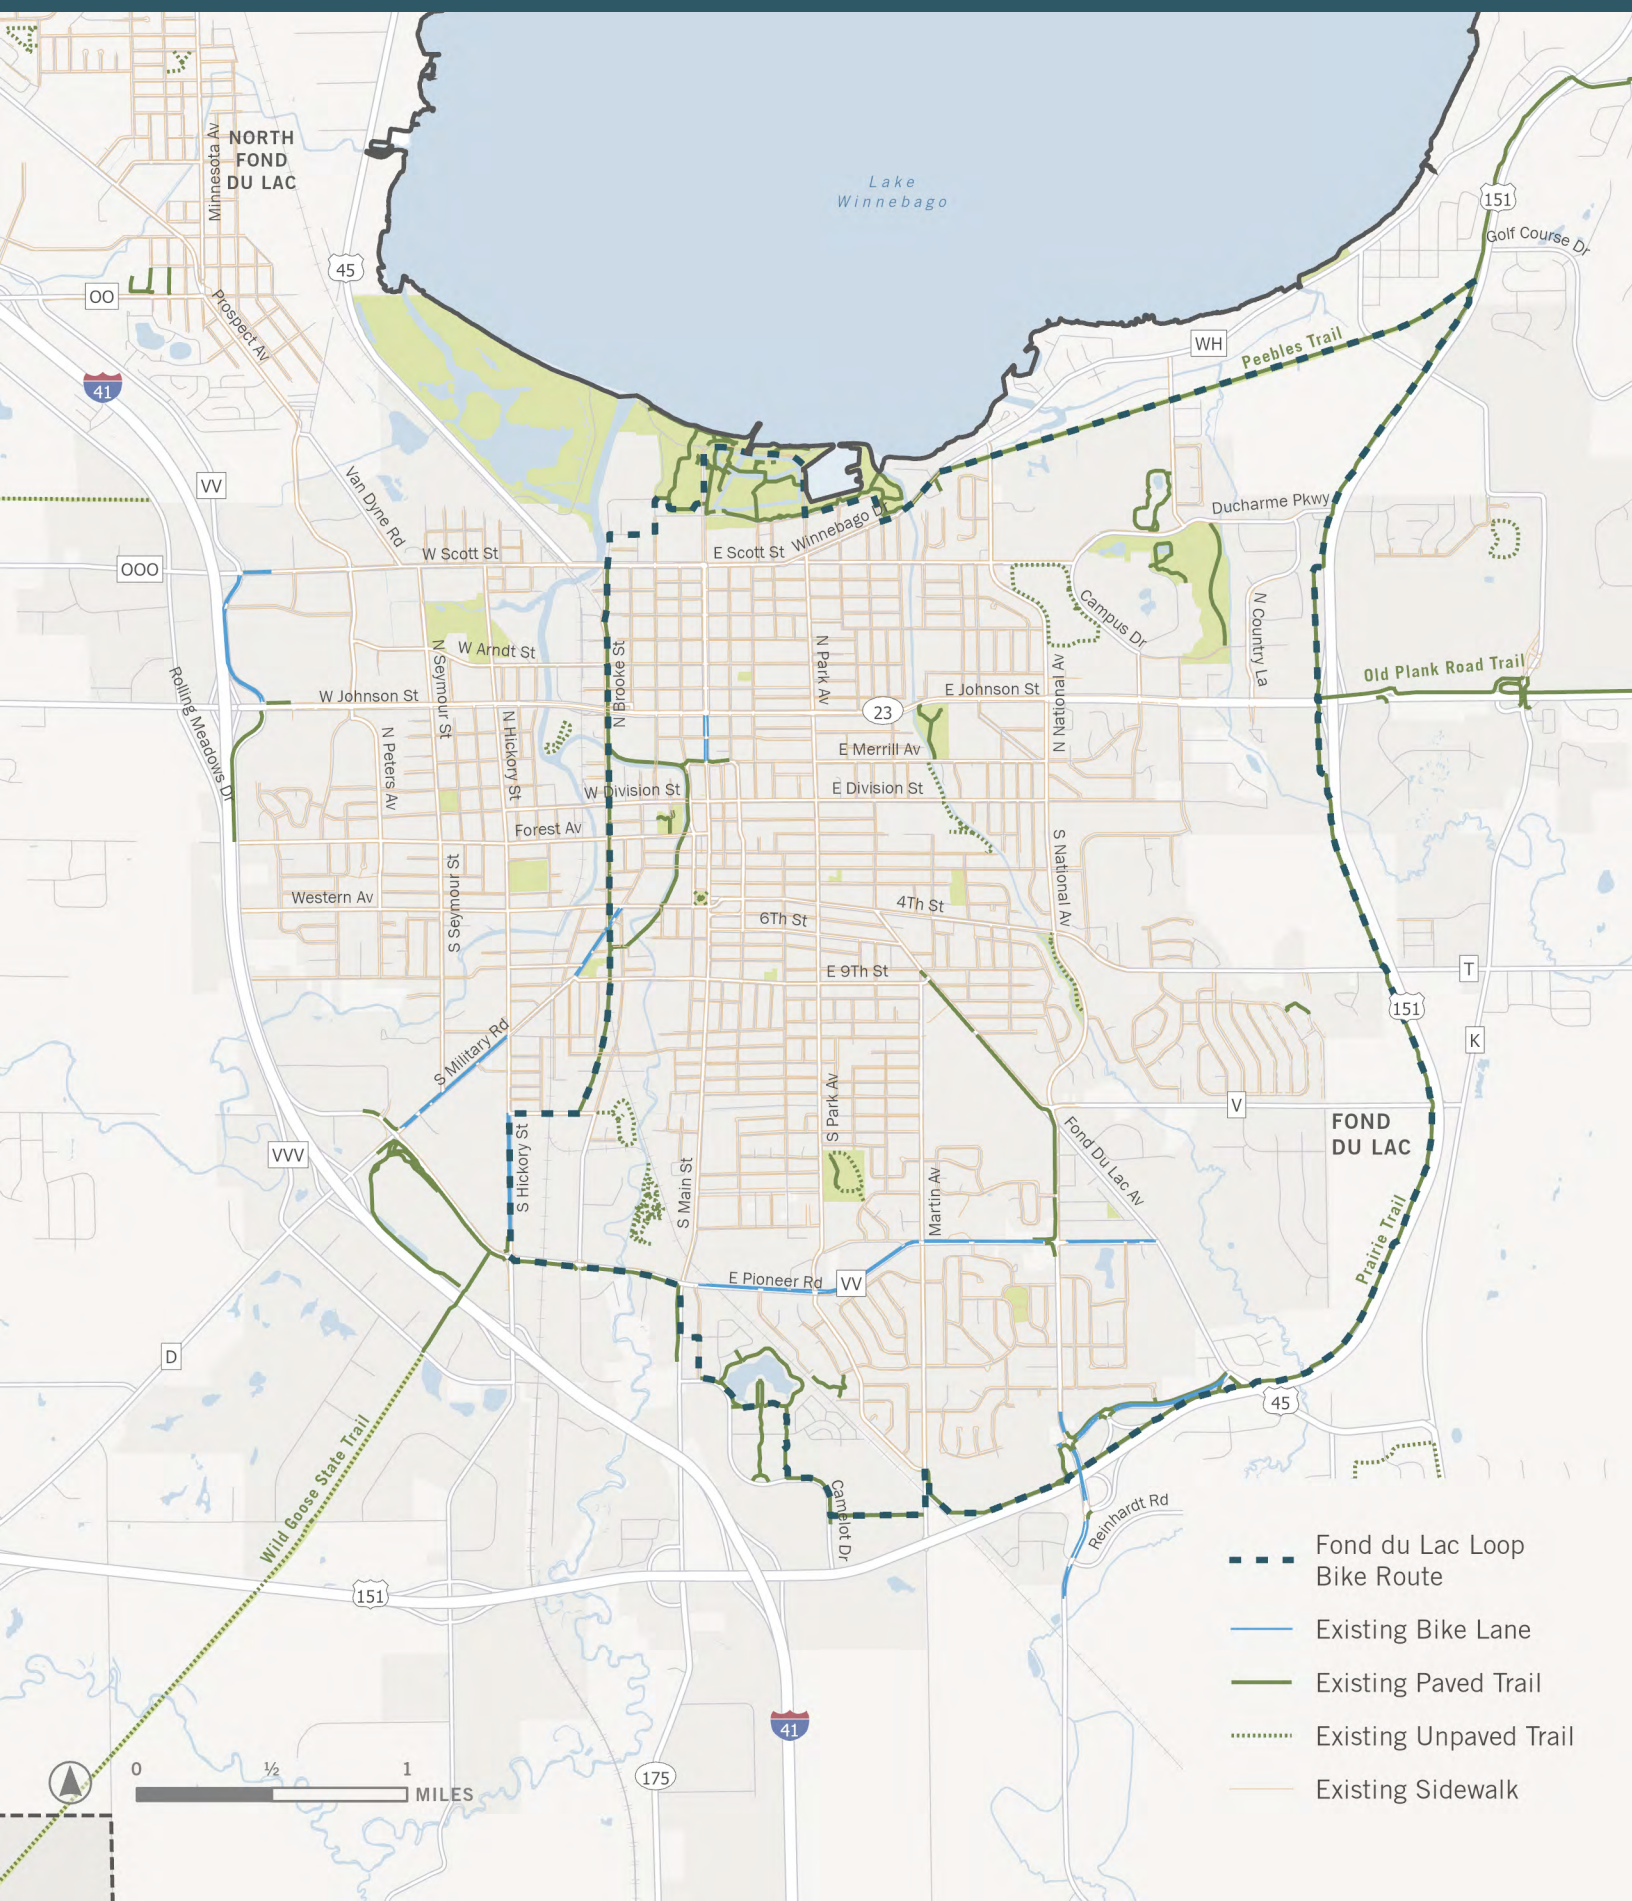 NORTH
FOND
DU LAC
Minnesota Av
Lake
Winnebago
151
Golf Course Dr
45
OO
Prospect Av
WH
Peebles Trail
41
VV
Van Dyne Rd
Ducharme Pkwy
W Scott St
E Scott St
Winnebago Dr
OOO
Campus Dr
N Country La
W Arndt St
N Seymour St
N Brooke St
N Park Av
N National Av
Old Plank Road Trail
Rolling Meadows Dr
W Johnson St
E Johnson St
23
N Peters Av
N Hickory St
E Merrill Av
W Division St
E Division St
Forest Av
S National Av
Western Av
S Seymour St
4Th St
6Th St
E 9Th St
T
151
K
S Military Rd
S Park Av
V
FOND
DU LAC
Fond Du Lac Av
VVV
S Hickory St
S Main St
Martin Av
Prairie Trail
E Pioneer Rd
VV
D
45
Wild Goose State Trail
Camelot Dr
Reinhardt Rd
151
41
175
0
½
1
MILES
Fond du Lac Loop
Bike Route
Existing Bike Lane
Existing Paved Trail
Existing Unpaved Trail
Existing Sidewalk